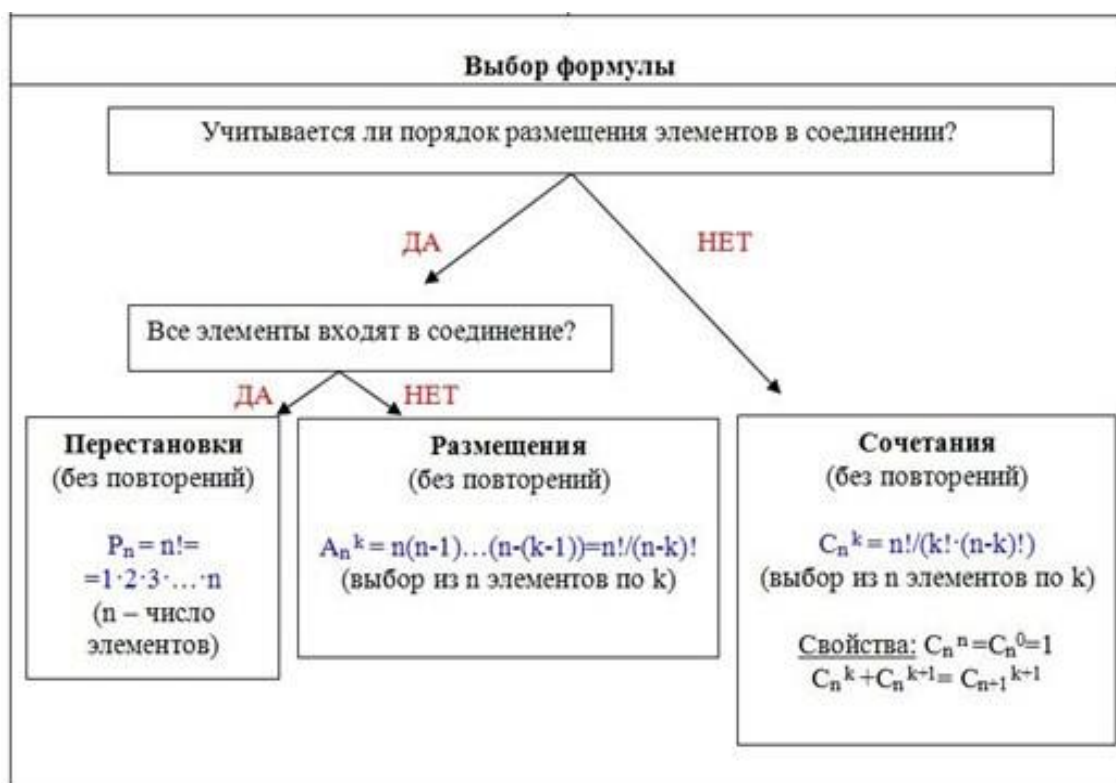 Выбор формулы
Учитывается ли порядок размещения элементов в соединении?
ДА
НЕТ
Все элементы входят в соединение?
ДА
НЕТ
Перестановки
(без повторений)
Pₙ = n!=
=1·2·3·…·n
(n – число
элементов)
Размещения
(без повторений)
Aₙᵏ = n(n-1)…(n-(k-1))=n!/(n-k)!
(выбор из n элементов по k)
Сочетания
(без повторений)
Cₙᵏ = n!/(k!·(n-k)!)
(выбор из n элементов по k)
Свойства: Cₙⁿ=Cₙ⁰=1
Cₙᵏ+Cₙᵏ⁺¹= Cₙ₊₁ᵏ⁺¹